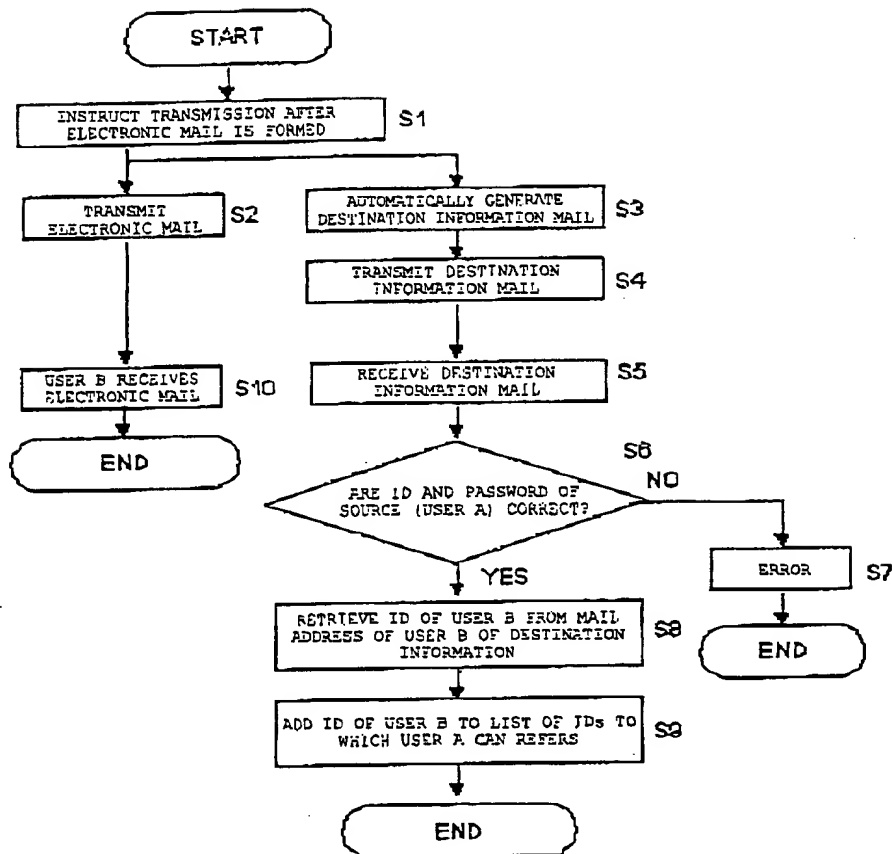 START
INSTRUCT TRANSMISSION AFTER
ELECTRONIC MAIL IS FORMED
S1
TRANSMIT
ELECTRONIC MAIL
S2
AUTOMATICALLY GENERATE
DESTINATION INFORMATION MAIL
S3
TRANSMIT DESTINATION
INFORMATION MAIL
S4
USER B RECEIVES
ELECTRONIC MAIL
S10
RECEIVE DESTINATION
INFORMATION MAIL
S5
END
S6
ARE ID AND PASSWORD OF
SOURCE (USER A) CORRECT?
NO
YES
ERROR
S7
END
RETRIEVE ID OF USER B FROM MAIL
ADDRESS OF USER B OF DESTINATION
INFORMATION
S8
ADD ID OF USER B TO LIST OF IDs TO
WHICH USER A CAN REFERS
S9
END